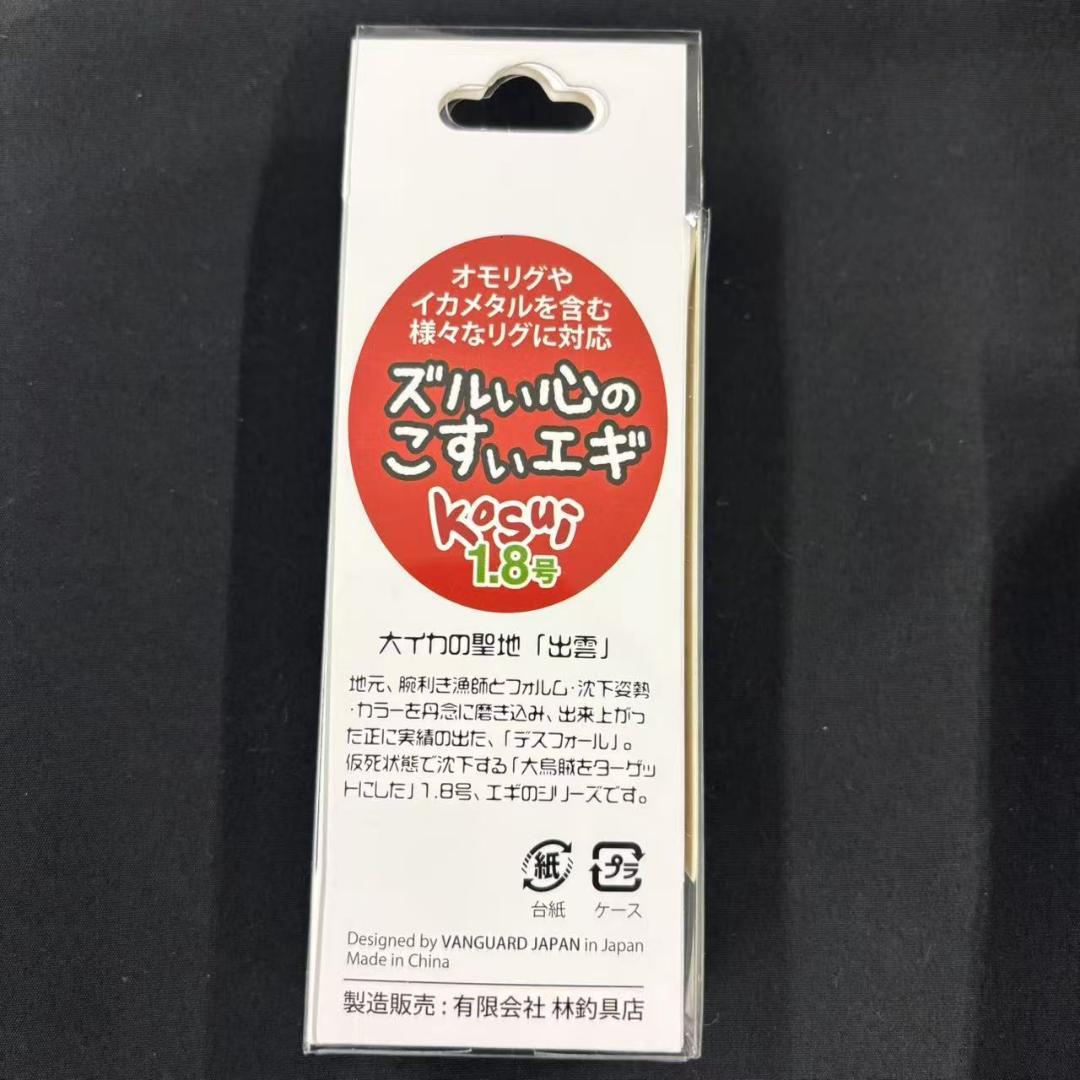 オモリグや
イカメタルを含む
様々なリグに対応
ズルい心の
こすいエギ
kosui
1.8号
大イカの聖地「出雲」
地元、腕利き漁師とフォルム・沈下姿勢
・カラーを丹念に磨き込み、出来上がっ
た正に実績の出た、「デスフォール」。
仮死状態で沈下する「大烏賊をターゲッ
トにした」1.8号、エギのシリーズです。
紙 プラ
台紙 ケース
Designed by VANGUARD JAPAN in Japan
Made in China
製造販売：有限会社 林釣具店